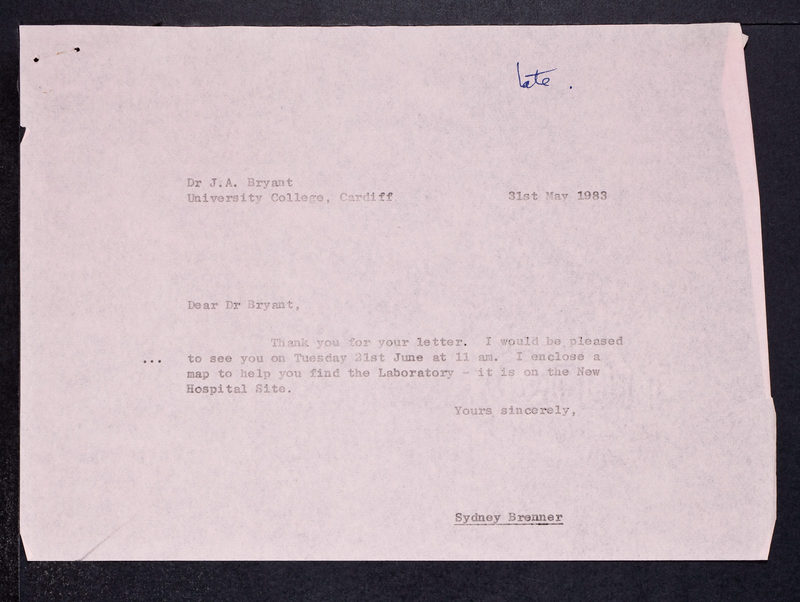 late.
Dr J.A. Bryant
University College, Cardiff 31st May 1983
Dear Dr Bryant,
Thank you for your letter. I would be pleased
... to see you on Tuesday 21st June at 11 am. I enclose a
map to help you find the Laboratory - it is on the New
Hospital Site.
Yours sincerely,
Sydney Brenner